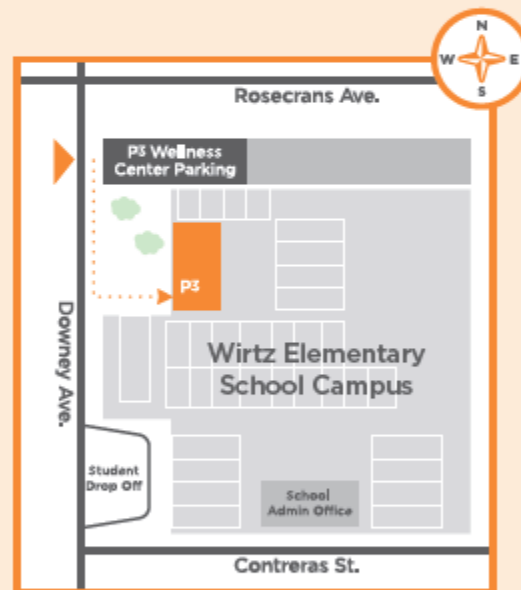 N
W E
S
Rosecrans Ave.
P3 Wellness
Center Parking
P3
Downey Ave.
Wirtz Elementary
School Campus
Student
Drop Off
School
Admin Office
Contreras St.